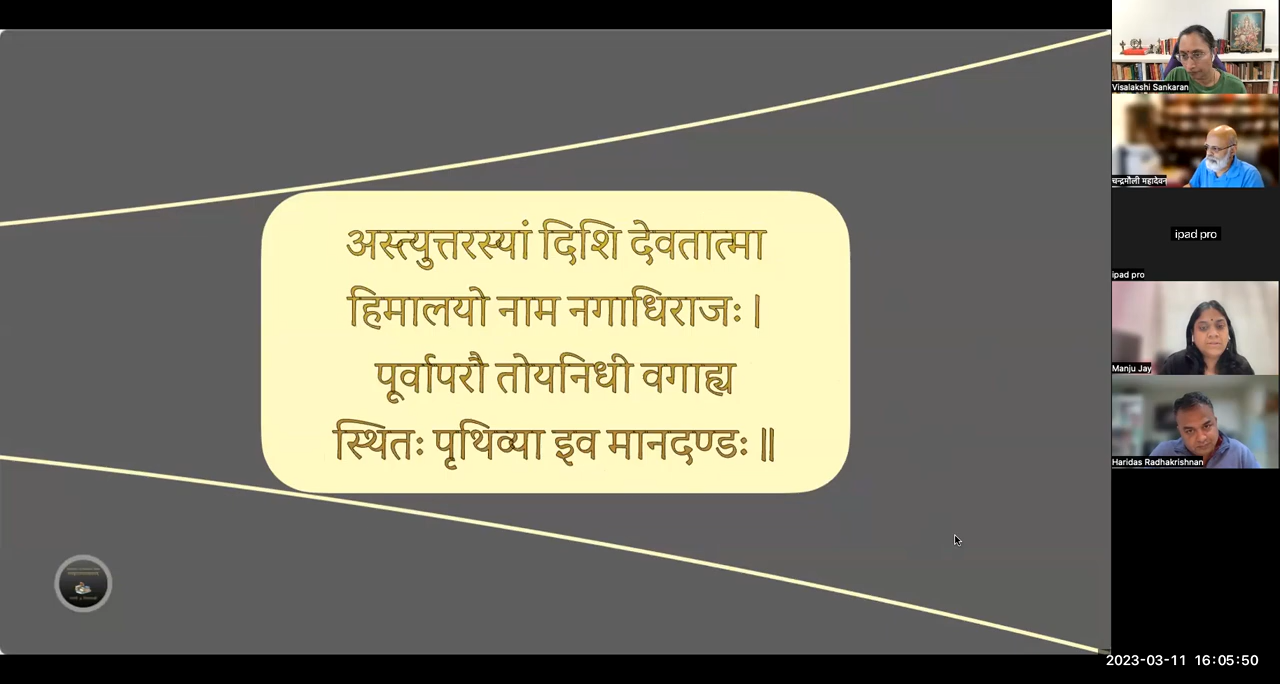 अस्त्युत्तरस्यां दिशि देवतात्मा
हिमालयो नाम नगाधिराजः ।
पूर्वापरौ तोयनिधी वगाह्य
स्थितः पृथिव्या इव मानदण्डः ॥
Visalakshi Sankaran
चन्द्रमौली महादेवन
ipad pro
ipad pro
Manju Jay
Haridas Radhakrishnan
2023-03-11 16:05:50